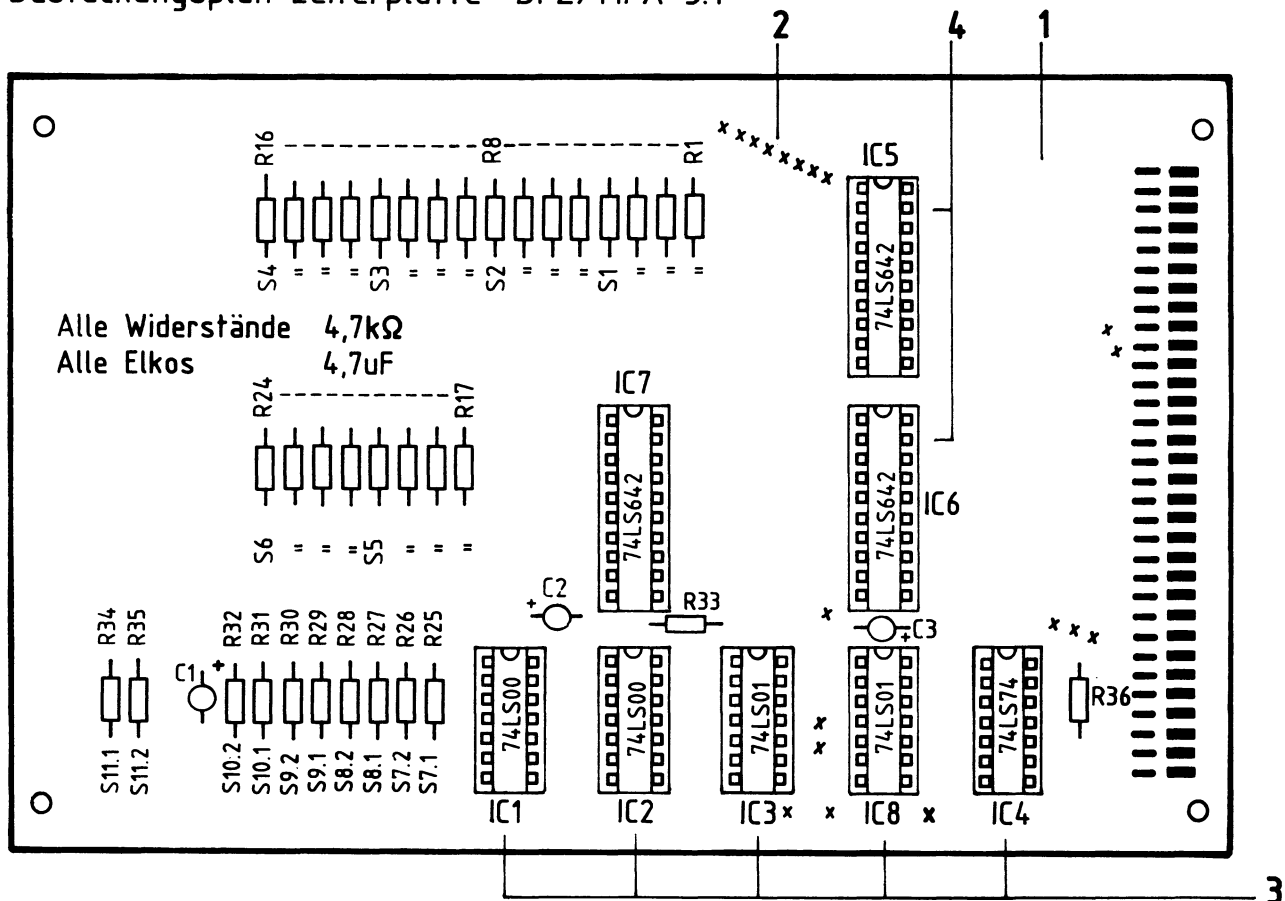 2 4 1
R16 R8 R1
IC5
74LS642
S4 " " " S3 " " " S2 " " " S1 " " "
Alle Widerstände 4,7kΩ
Alle Elkos 4,7uF
R24 R17
IC7
74LS642
74LS642
IC6
S6 " " " S5 " " "
C2
+
R33
+C3
R34 R35 R32 R31 R30 R29 R28 R27 R26 R25
C1 +
74LS00 74LS00 74LS01 74LS01 74LS74
R36
S11.1 S11.2 S10.2 S10.1 S9.2 S9.1 S8.2 S8.1 S7.2 S7.1
IC1 IC2 IC3 IC8 IC4
3